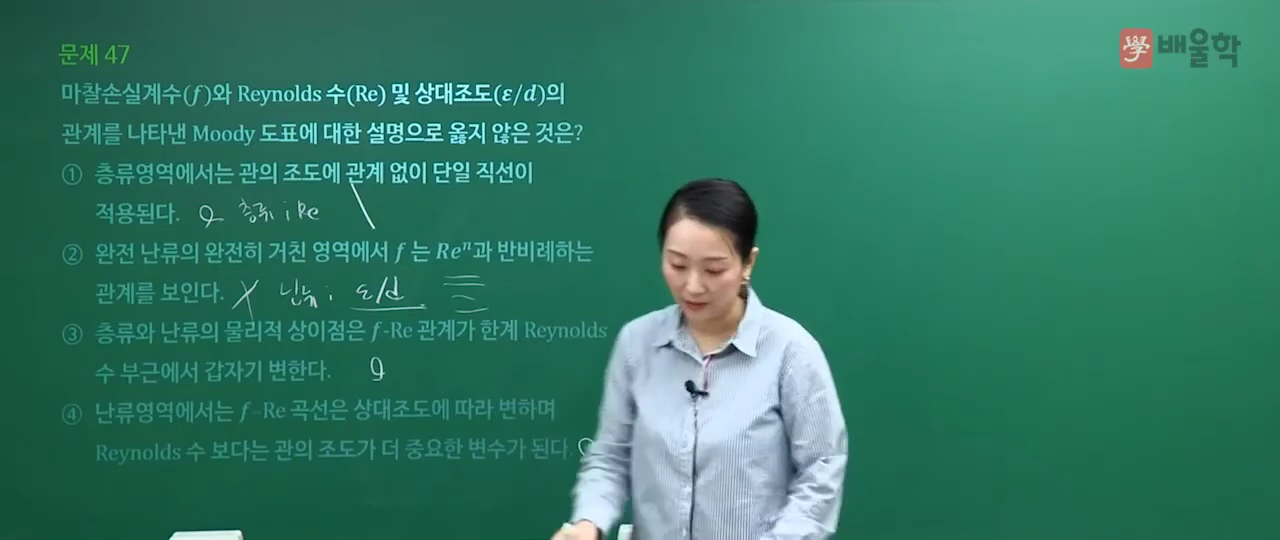 學 배울학
문제 47
마찰손실계수(f)와 Reynolds 수(Re) 및 상대조도(ε/d)의
관계를 나타낸 Moody 도표에 대한 설명으로 옳지 않은 것은?
① 층류영역에서는 관의 조도에 관계 없이 단일 직선이
적용된다. 층류 ; Re
② 완전 난류의 완전히 거친 영역에서 f 는 Reⁿ과 반비례하는
관계를 보인다. X 난류 ; ε/d
③ 층류와 난류의 물리적 상이점은 f-Re 관계가 한계 Reynolds
수 부근에서 갑자기 변한다.
④ 난류영역에서는 f-Re 곡선은 상대조도에 따라 변하며
Reynolds 수 보다는 관의 조도가 더 중요한 변수가 된다.